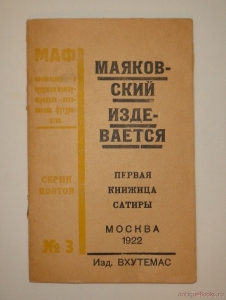 МАФ
СЕРИЯ
ПОЭТОВ
№ 3
МАЯКОВ-
СКИЙ
ИЗДЕ-
ВАЕТСЯ
ПЕРВАЯ
КНИЖИЦА
САТИРЫ
МОСКВА
1922
Изд. ВХУТЕМАС